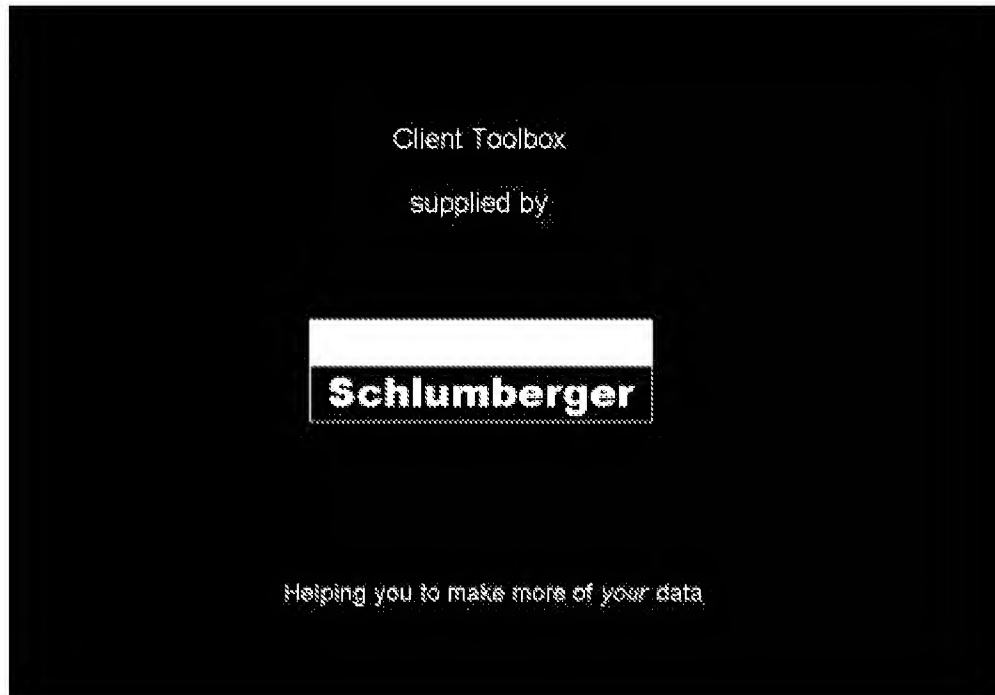 Client Toolbox
supplied by
Schlumberger
Helping you to make more of your data